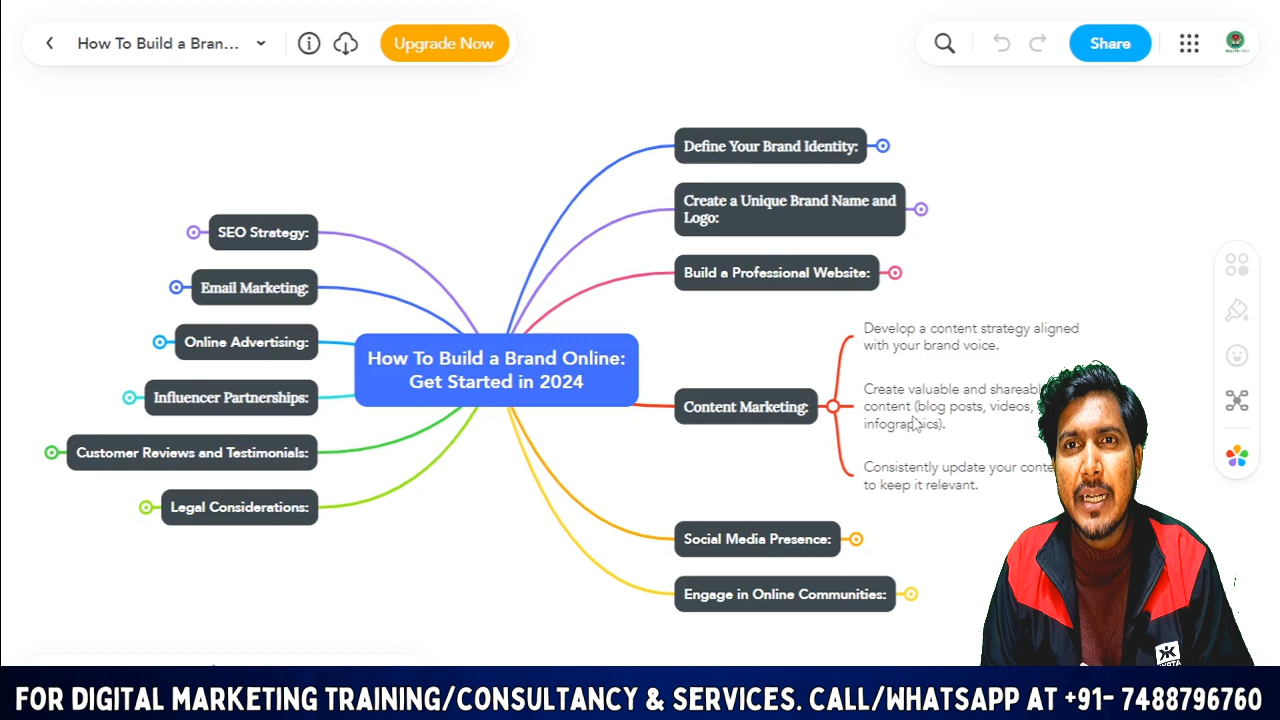 How To Build a Bran...
Upgrade Now
Share
Define Your Brand Identity:
Create a Unique Brand Name and
Logo:
Build a Professional Website:
SEO Strategy:
Email Marketing:
Online Advertising:
Influencer Partnerships:
Customer Reviews and Testimonials:
Legal Considerations:
How To Build a Brand Online:
Get Started in 2024
Content Marketing:
Develop a content strategy aligned
with your brand voice.
Create valuable and shareab
content (blog posts, videos,
infographics).
Consistently update your conte
to keep it relevant.
Social Media Presence:
Engage in Online Communities:
FOR DIGITAL MARKETING TRAINING/CONSULTANCY & SERVICES. CALL/WHATSAPP AT +91- 7488796760